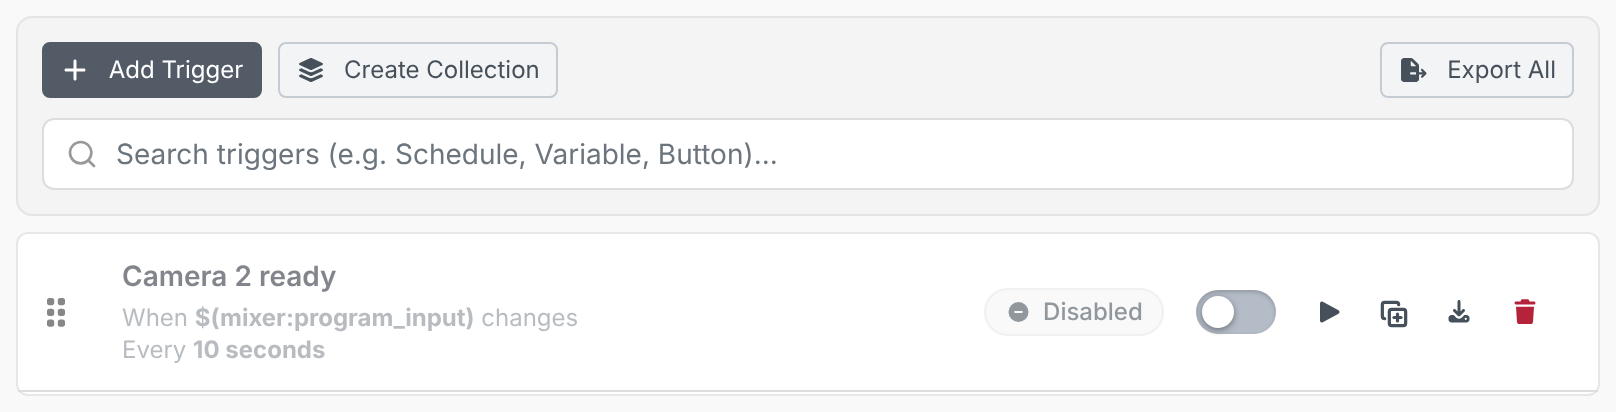 Add Trigger
Create Collection
Export All
Search triggers (e.g. Schedule, Variable, Button)...
Camera 2 ready
When $(mixer:program_input) changes
Every 10 seconds
Disabled